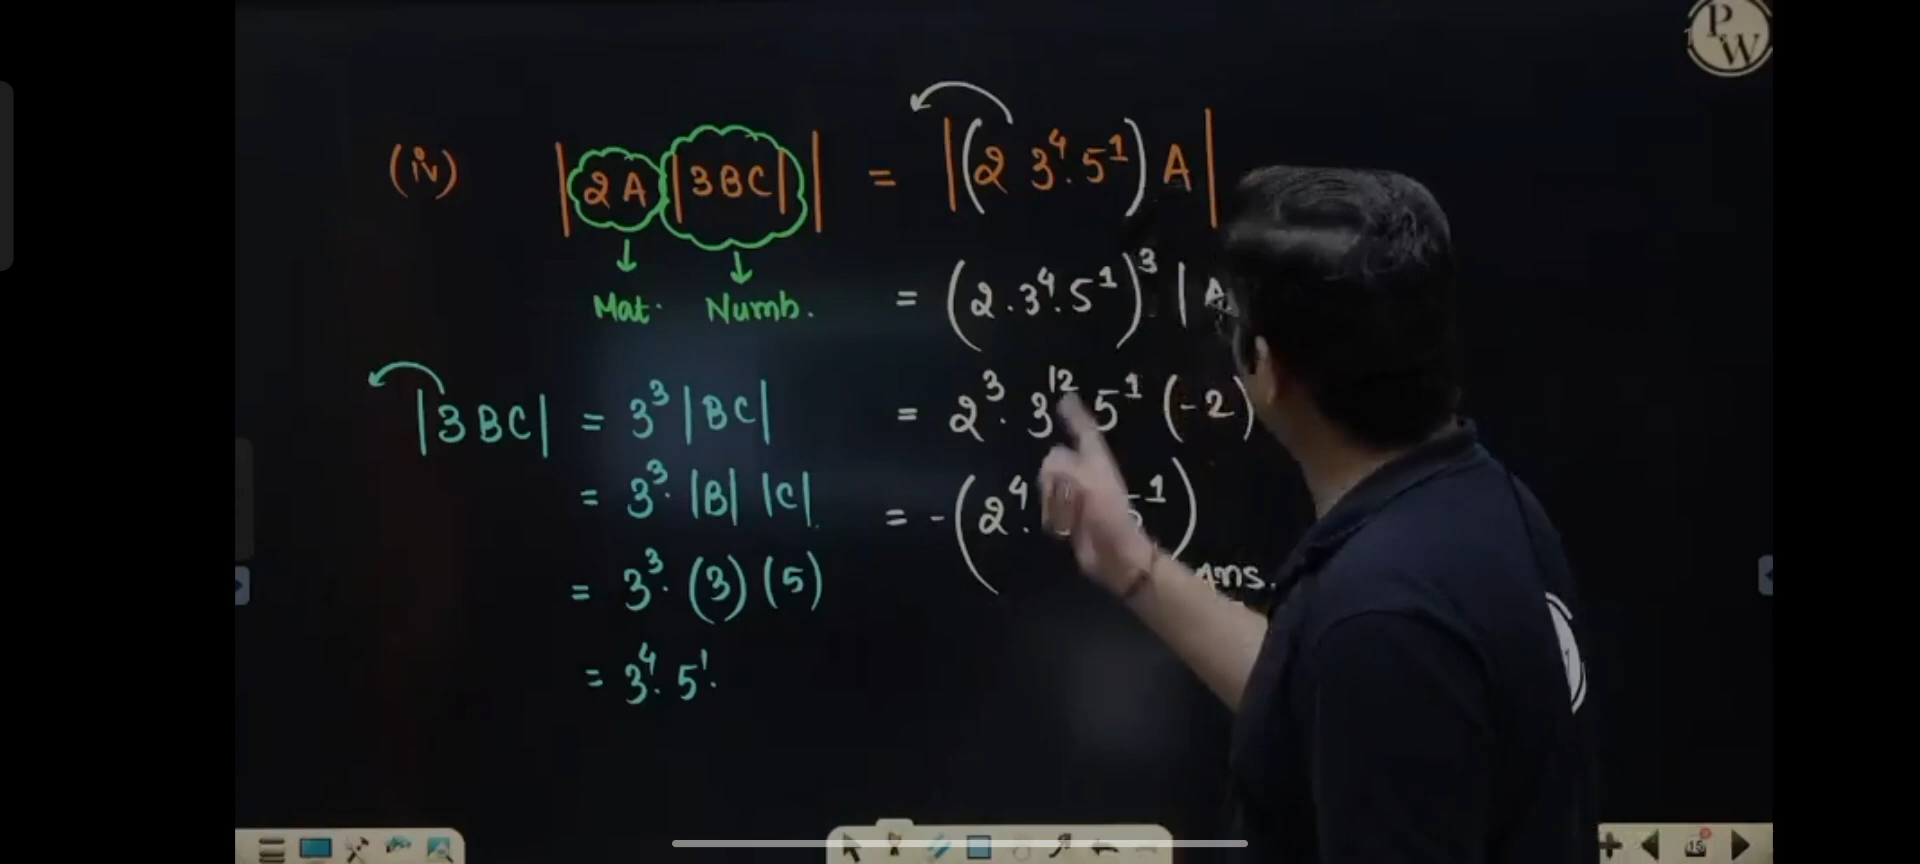 PW
(iv) |2A|3BC|| = |(2 3⁴.5¹)A|
Mat. Numb.
= (2.3⁴.5¹)³ |A
|3BC| = 3³|BC|
= 2³.3¹² 5¹ (-2)
= 3³.|B| |C|
= -(2⁴. 5¹)
= 3³.(3)(5)
Ans.
= 3⁴.5¹.